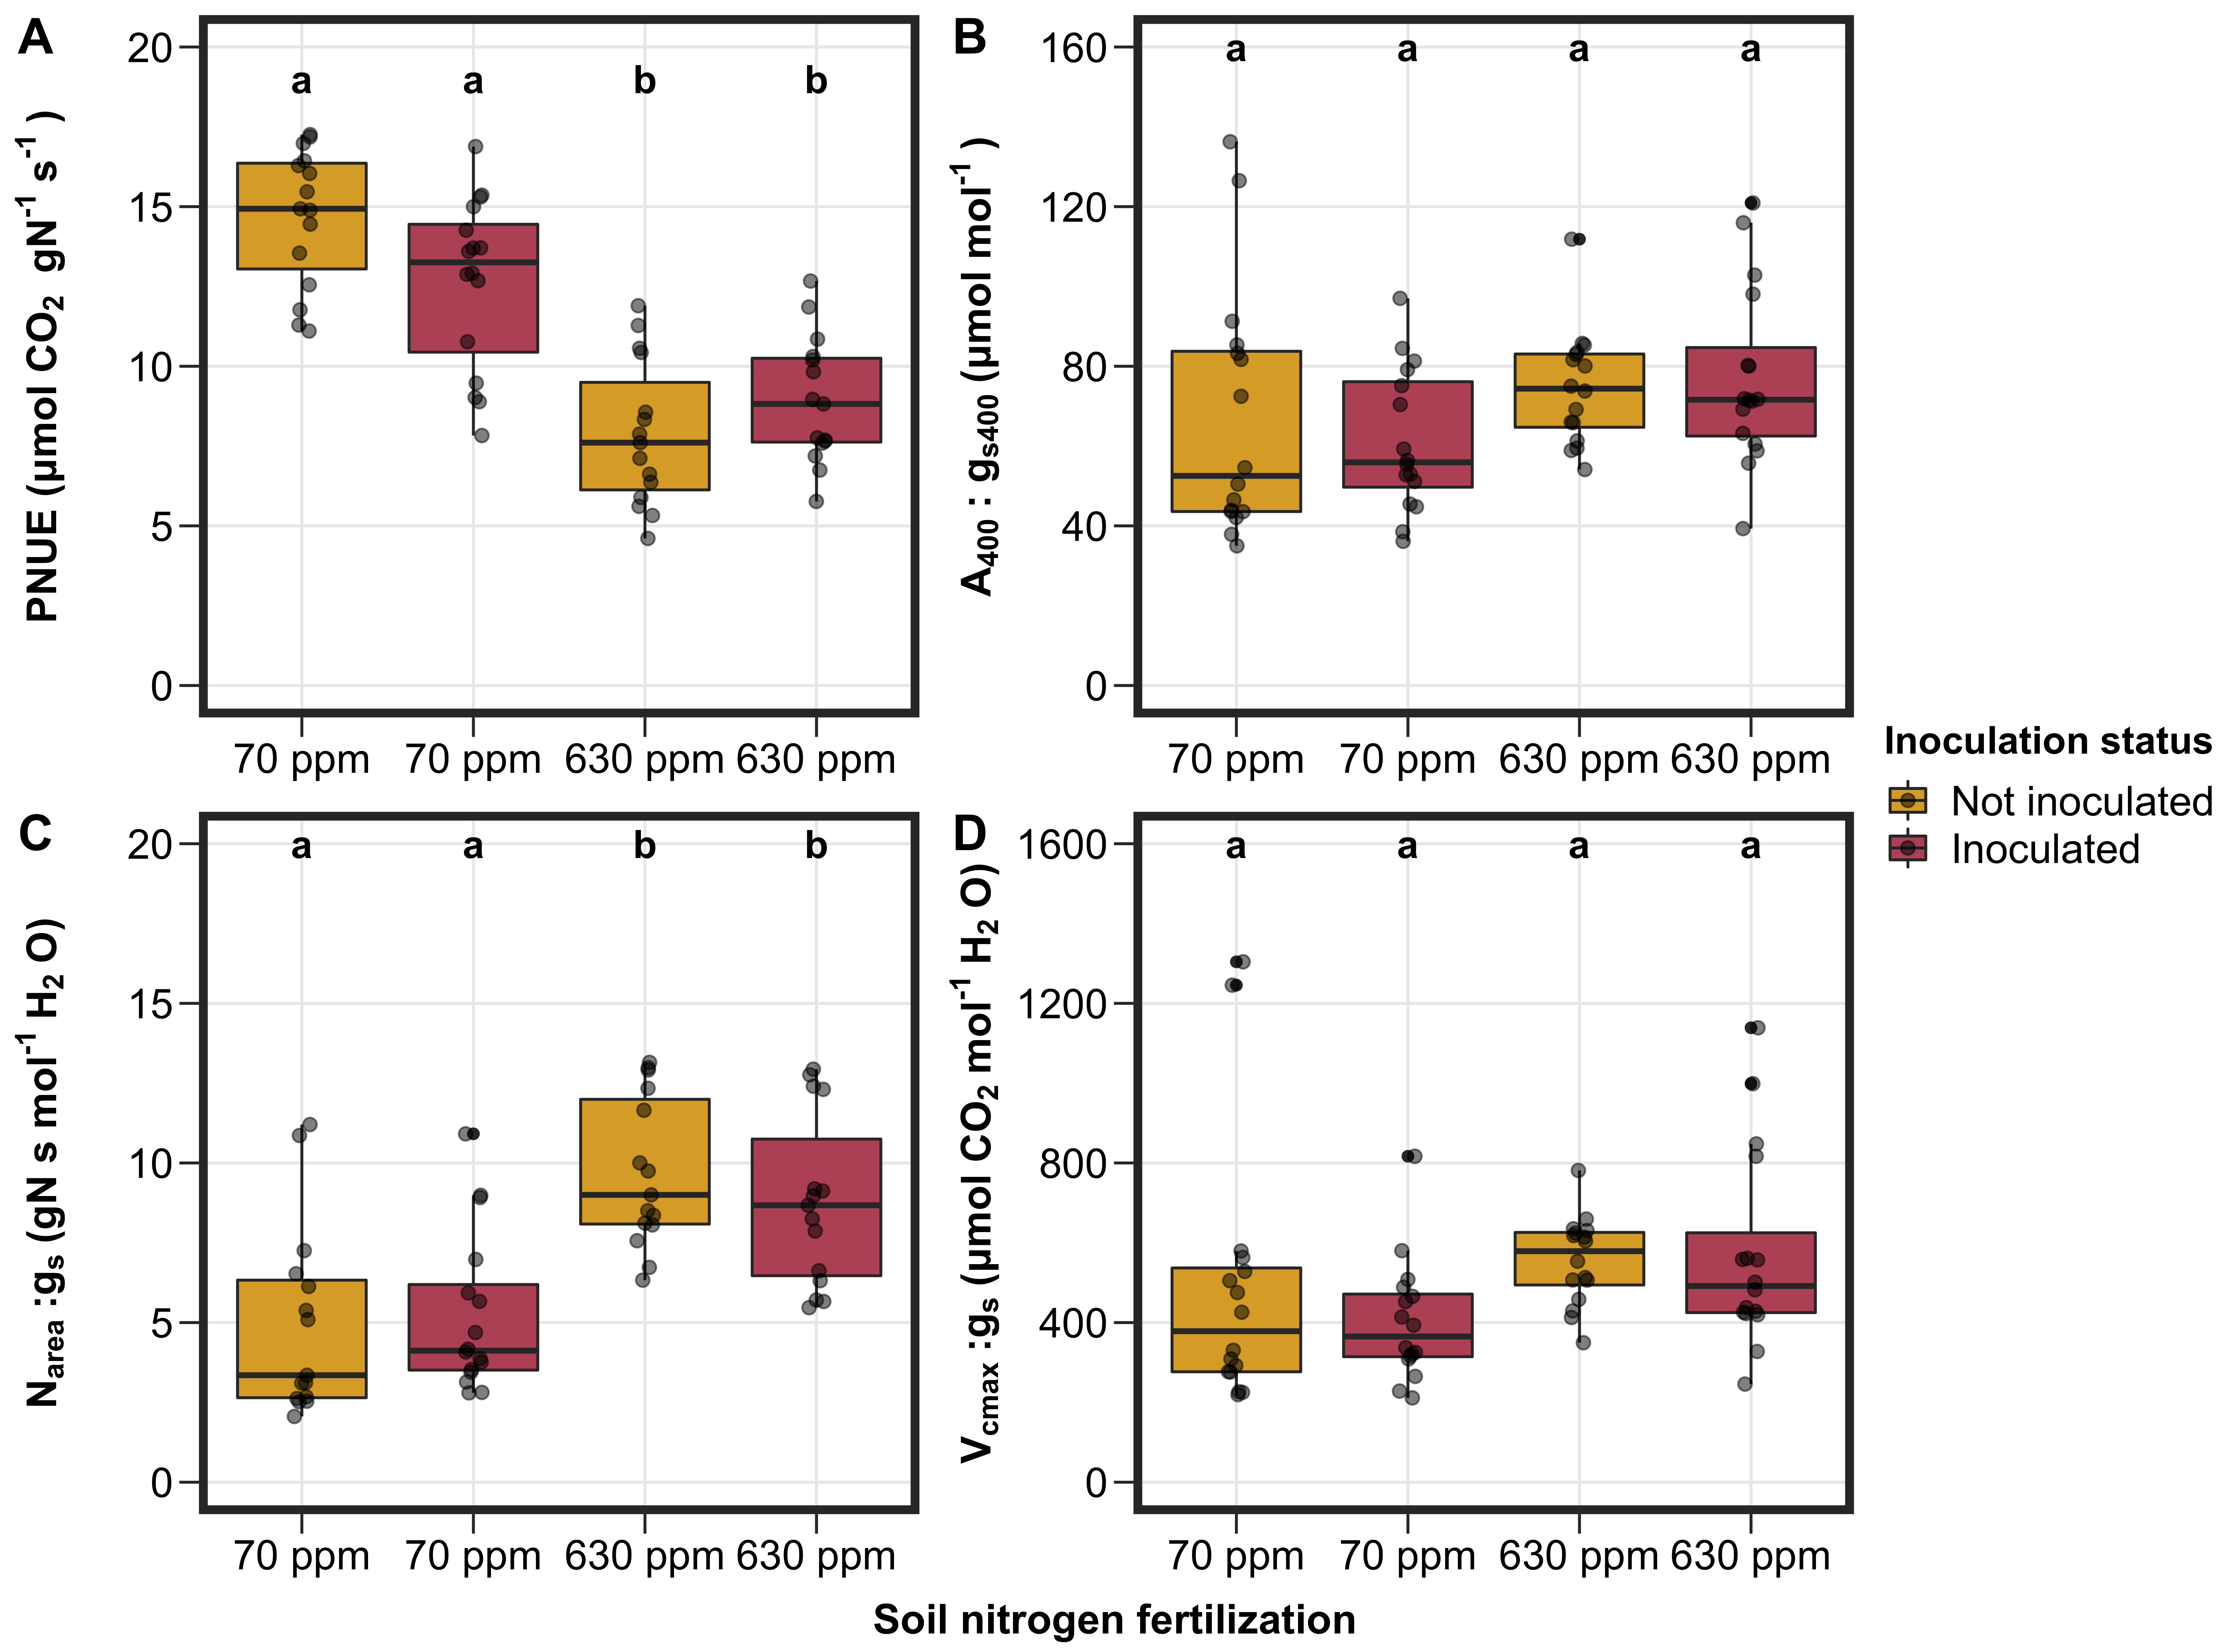 A
PNUE (µmol CO2 gN-1 s-1 )
20
15
10
5
0
a a b b
70 ppm 70 ppm 630 ppm 630 ppm
B
A400 : gs400 (µmol mol-1 )
160
120
80
40
0
a a a a
70 ppm 70 ppm 630 ppm 630 ppm
C
Narea :gs (gN s mol-1 H2 O)
20
15
10
5
0
a a b b
70 ppm 70 ppm 630 ppm 630 ppm
D
Vcmax :gs (µmol CO2 mol-1 H2 O)
1600
1200
800
400
0
a a a a
70 ppm 70 ppm 630 ppm 630 ppm
Soil nitrogen fertilization
Inoculation status
Not inoculated
Inoculated